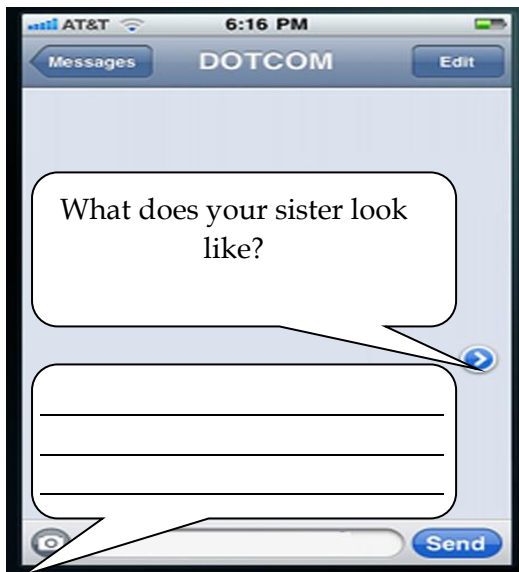 AT&T 6:16 PM
Messages DOTCOM Edit
What does your sister look
like?
Send